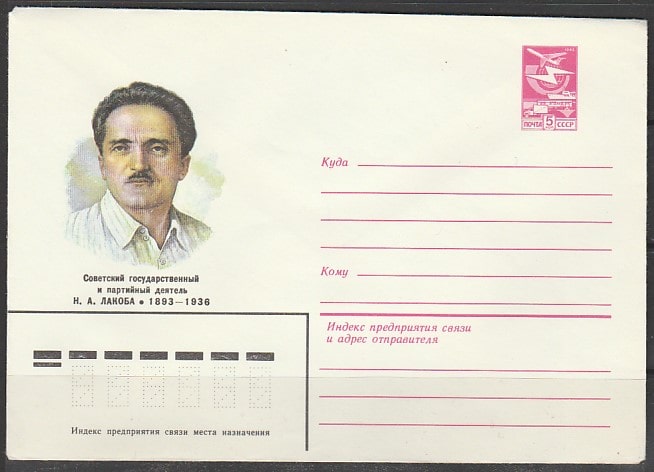 ПОЧТА 5 СССР
Куда
Кому
Советский государственный
и партийный деятель
Н. А. ЛАКОБА • 1893—1936
Индекс предприятия связи
и адрес отправителя
Индекс предприятия связи места назначения